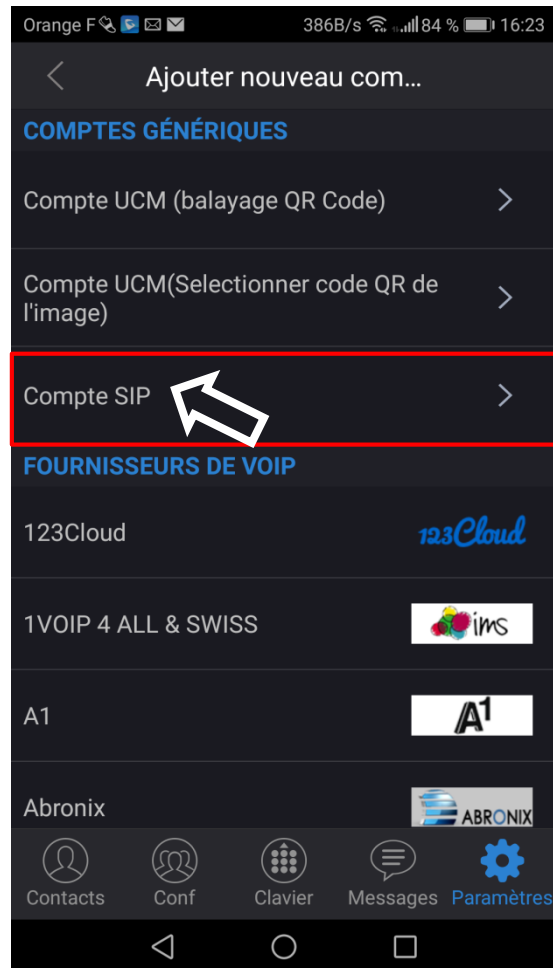 Orange F 386B/s 84 % 16:23
Ajouter nouveau com...
COMPTES GÉNÉRIQUES
Compte UCM (balayage QR Code)
Compte UCM(Selectionner code QR de
l'image)
Compte SIP
FOURNISSEURS DE VOIP
123Cloud 123Cloud
1VOIP 4 ALL & SWISS ims
A1 A1
Abronix ABRONIX
Contacts Conf Clavier Messages Paramètres